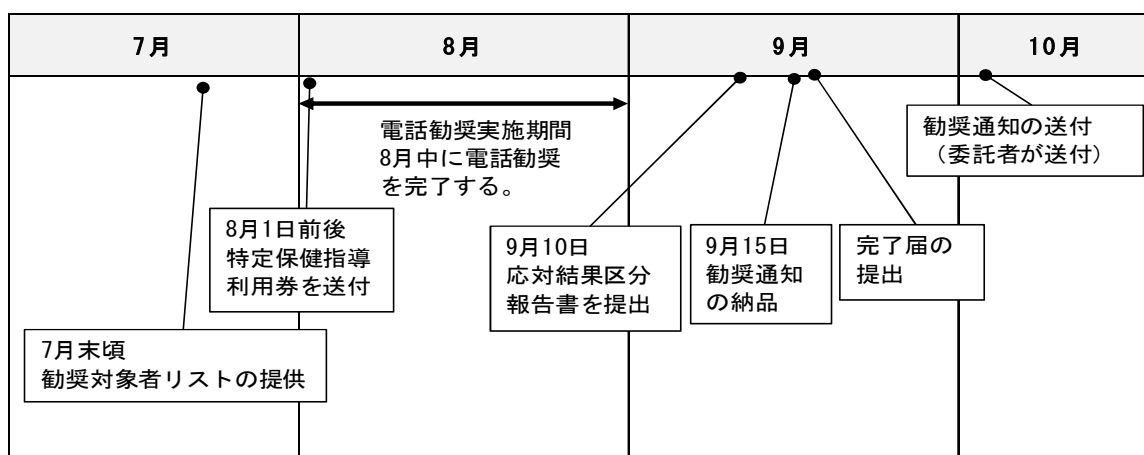 7月
8月
9月
10月
電話勧奨実施期間
8月中に電話勧奨
を完了する。
勧奨通知の送付
（委託者が送付）
8月1日前後
特定保健指導
利用券を送付
9月10日
応対結果区分
報告書を提出
9月15日
勧奨通知
の納品
完了届の
提出
7月末頃
勧奨対象者リストの提供